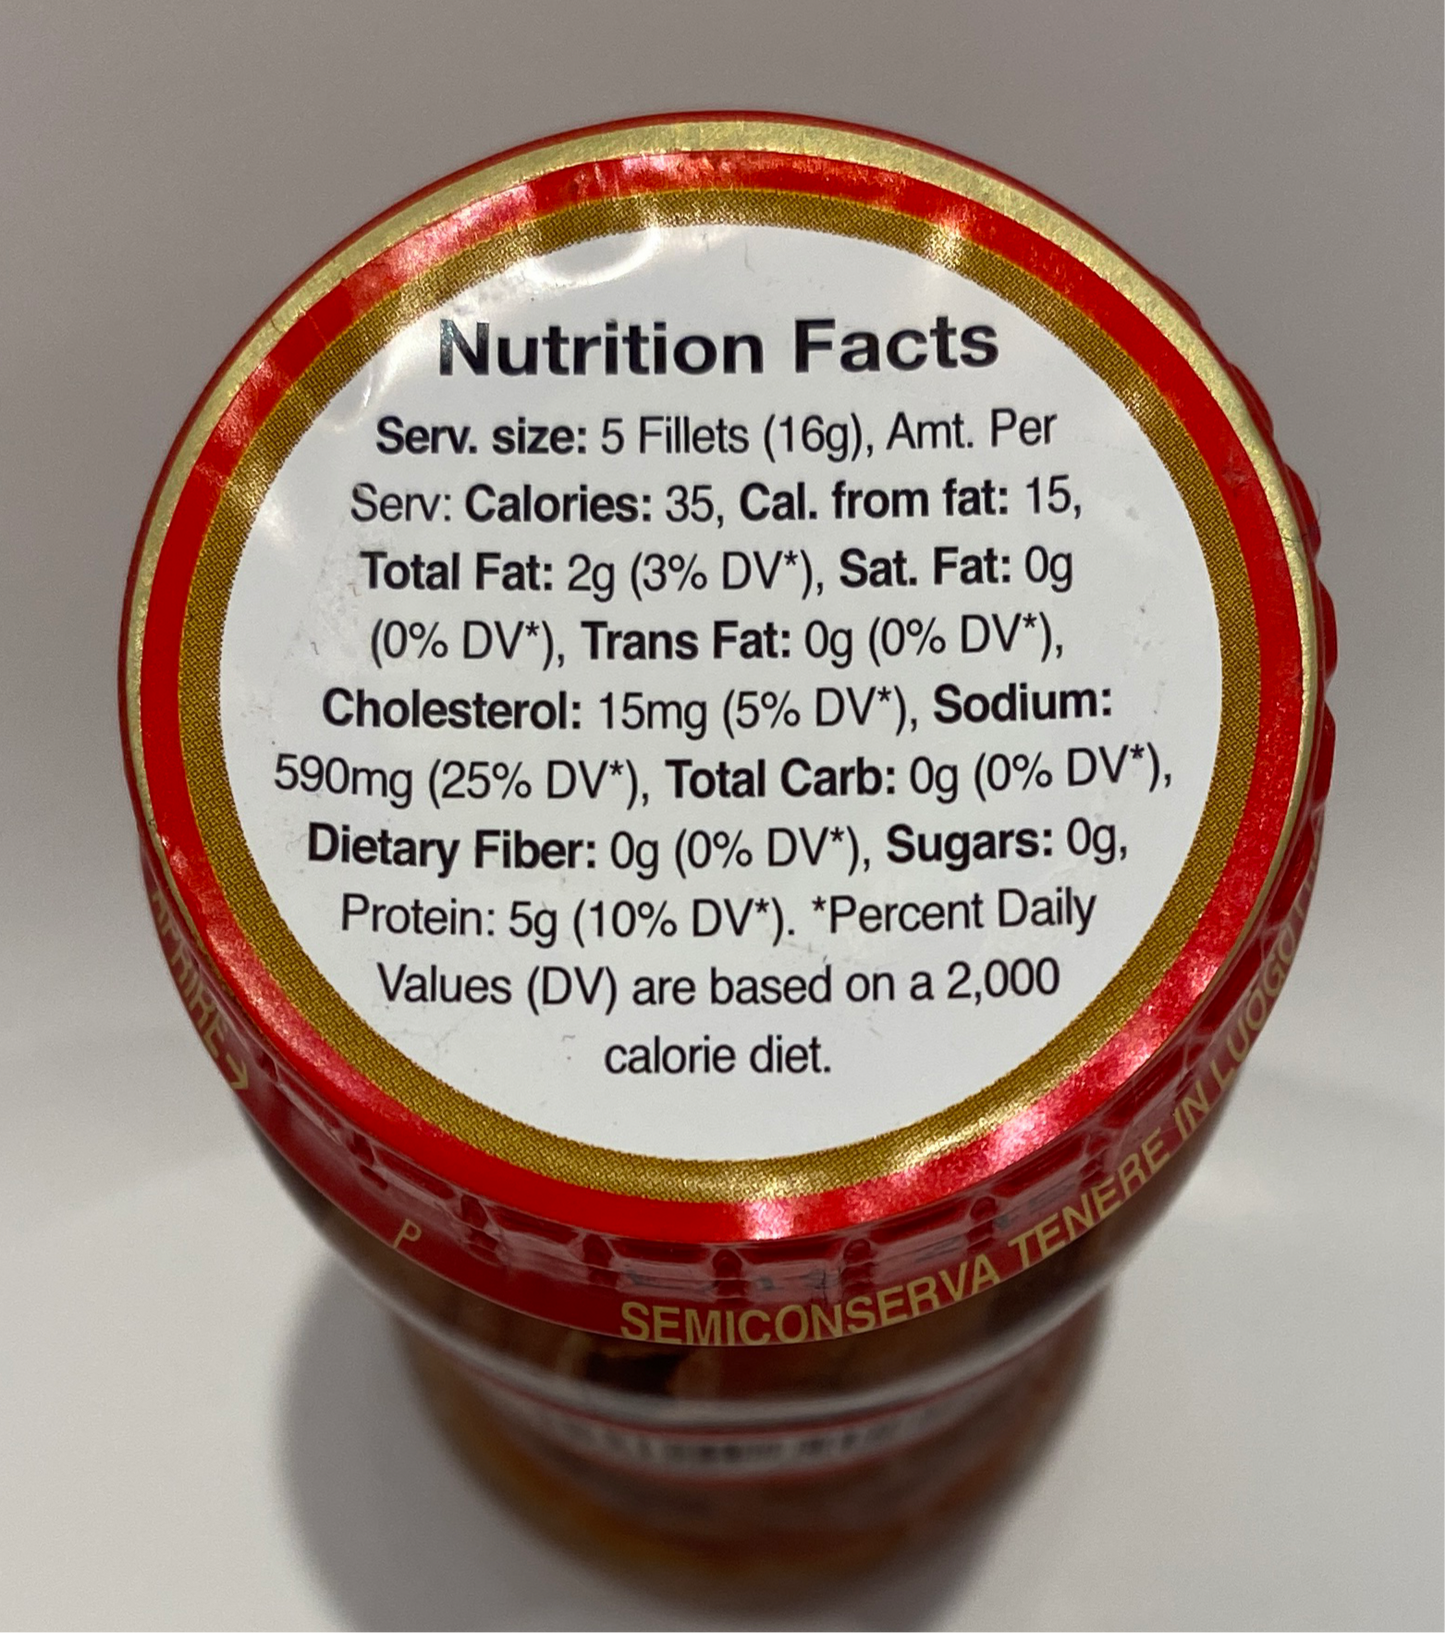 Nutrition Facts
Serv. size: 5 Fillets (16g), Amt. Per
Serv: Calories: 35, Cal. from fat: 15,
Total Fat: 2g (3% DV*), Sat. Fat: 0g
(0% DV*), Trans Fat: 0g (0% DV*),
Cholesterol: 15mg (5% DV*), Sodium:
590mg (25% DV*), Total Carb: 0g (0% DV*),
Dietary Fiber: 0g (0% DV*), Sugars: 0g,
Protein: 5g (10% DV*). *Percent Daily
Values (DV) are based on a 2,000
calorie diet.
APRIRE→
P
SEMICONSERVA TENERE IN LUOGO